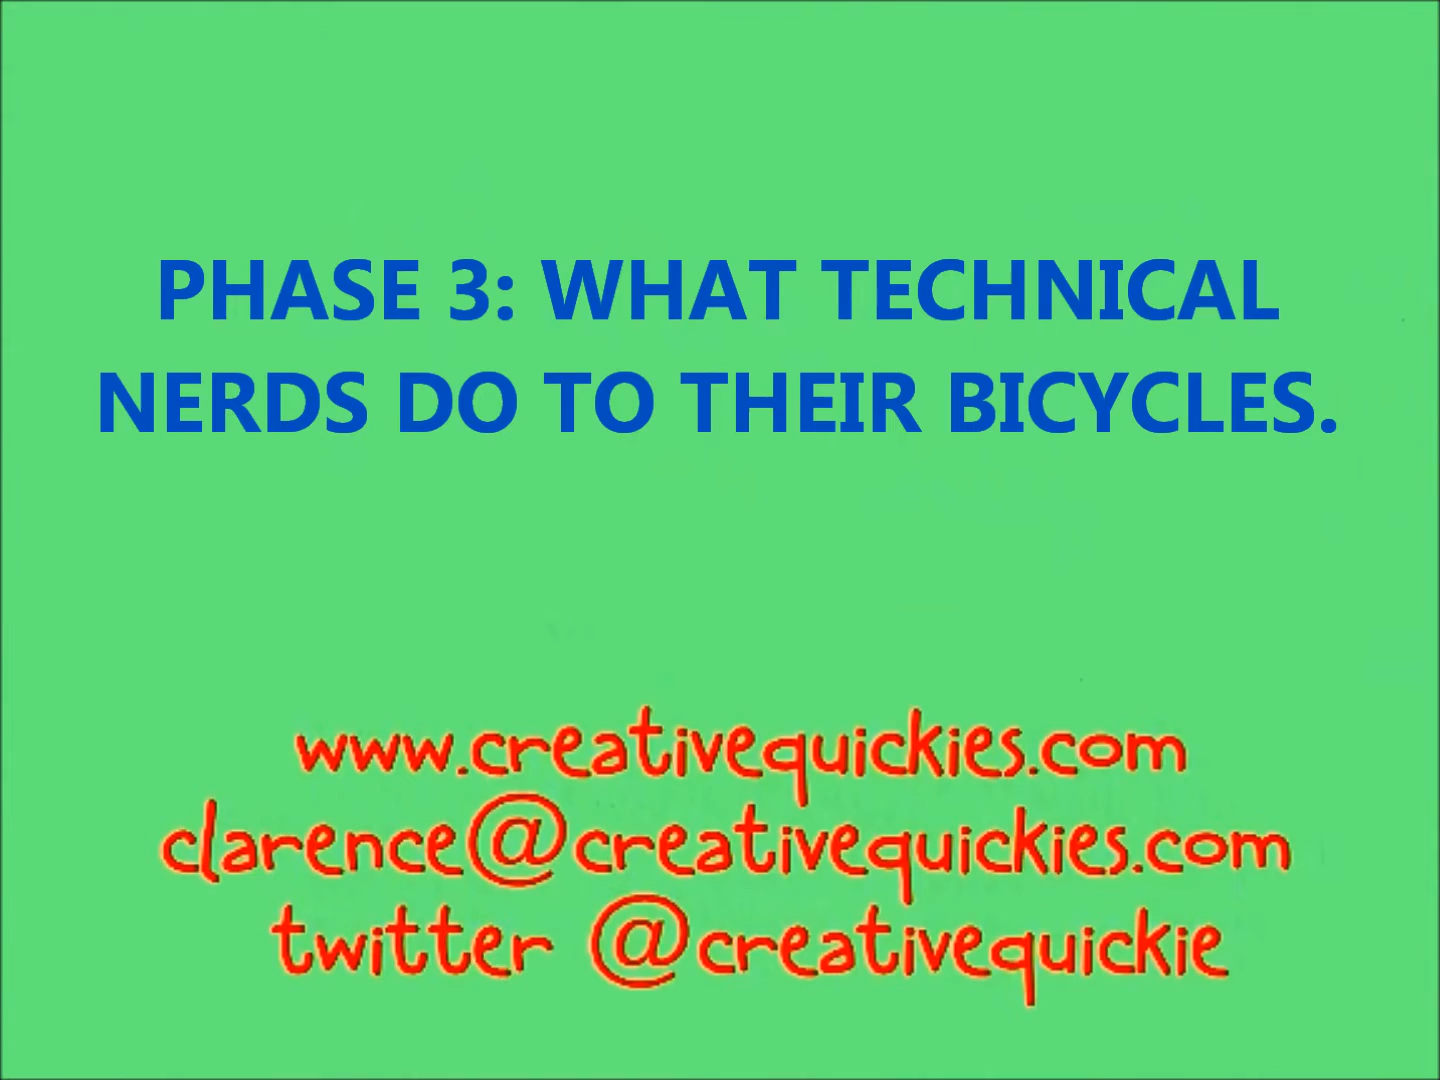 PHASE 3: WHAT TECHNICAL
NERDS DO TO THEIR BICYCLES.
www.creativequickies.com
clarence@creativequickies.com
twitter @creativequickie